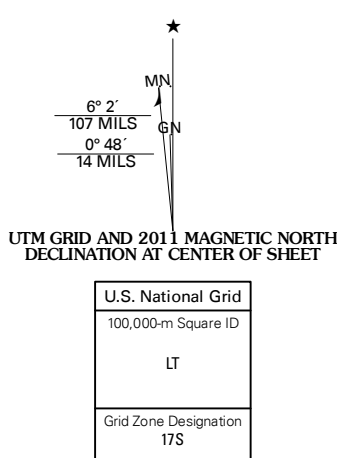 ★
MN
6° 2´
107 MILS
GN
0° 48´
14 MILS
UTM GRID AND 2011 MAGNETIC NORTH
DECLINATION AT CENTER OF SHEET
U.S. National Grid
100,000-m Square ID
LT
Grid Zone Designation
17S